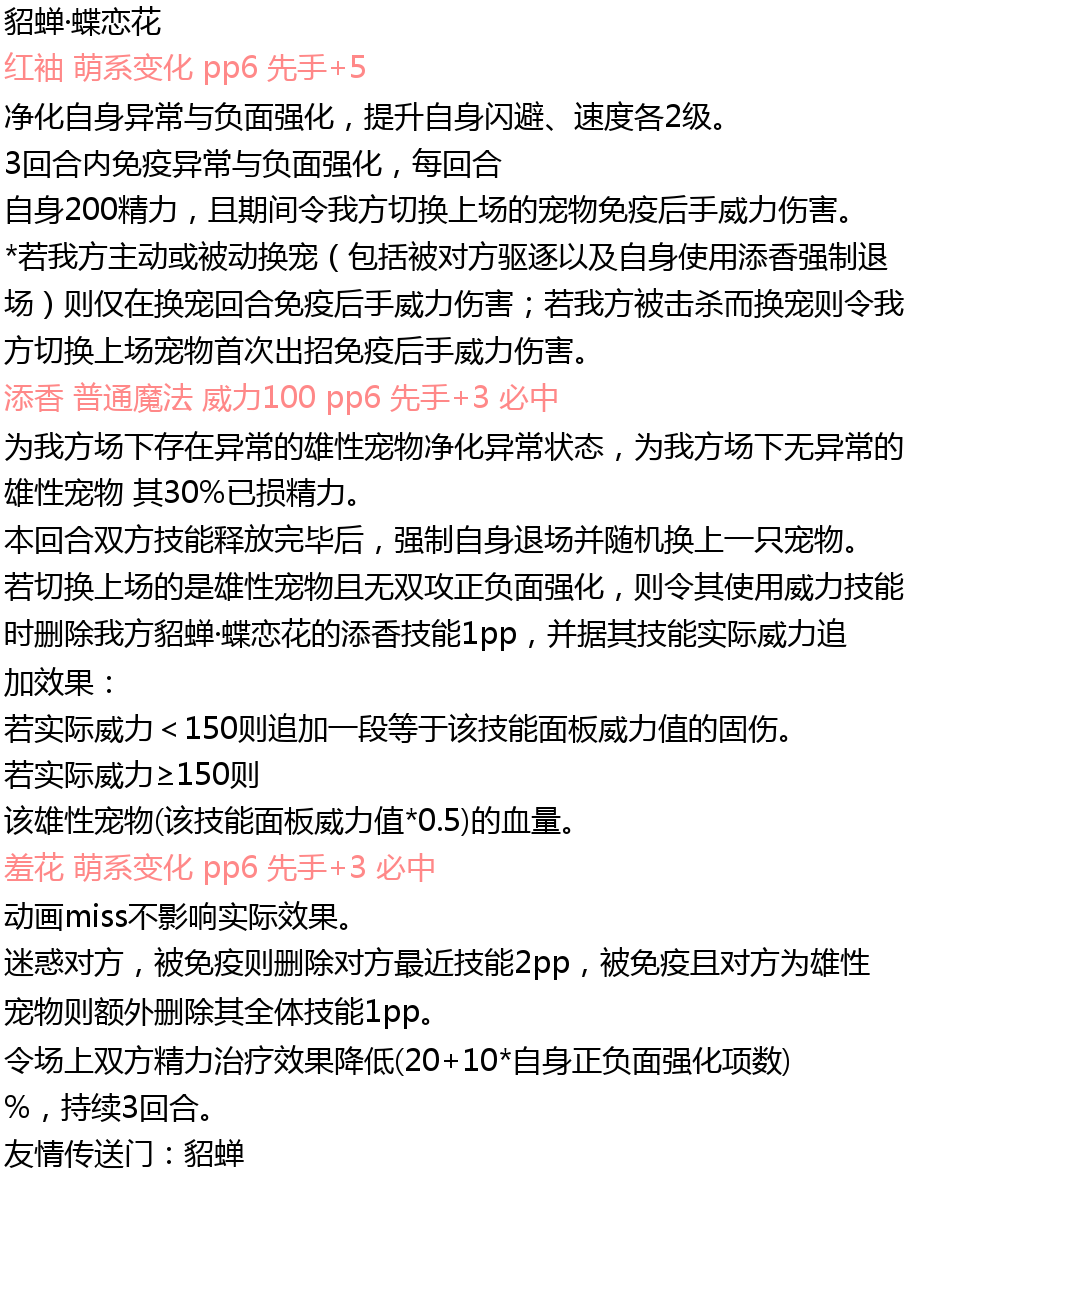 貂蝉·蝶恋花
红袖 萌系变化 pp6 先手+5
净化自身异常与负面强化，提升自身闪避、速度各2级。
3回合内免疫异常与负面强化，每回合
自身200精力，且期间令我方切换上场的宠物免疫后手威力伤害。
*若我方主动或被动换宠（包括被对方驱逐以及自身使用添香强制退
场）则仅在换宠回合免疫后手威力伤害；若我方被击杀而换宠则令我
方切换上场宠物首次出招免疫后手威力伤害。
添香 普通魔法 威力100 pp6 先手+3 必中
为我方场下存在异常的雄性宠物净化异常状态，为我方场下无异常的
雄性宠物 其30%已损精力。
本回合双方技能释放完毕后，强制自身退场并随机换上一只宠物。
若切换上场的是雄性宠物且无双攻正负面强化，则令其使用威力技能
时删除我方貂蝉·蝶恋花的添香技能1pp，并据其技能实际威力追
加效果：
若实际威力＜150则追加一段等于该技能面板威力值的固伤。
若实际威力≥150则
该雄性宠物(该技能面板威力值*0.5)的血量。
羞花 萌系变化 pp6 先手+3 必中
动画miss不影响实际效果。
迷惑对方，被免疫则删除对方最近技能2pp，被免疫且对方为雄性
宠物则额外删除其全体技能1pp。
令场上双方精力治疗效果降低(20+10*自身正负面强化项数)
%，持续3回合。
友情传送门：貂蝉